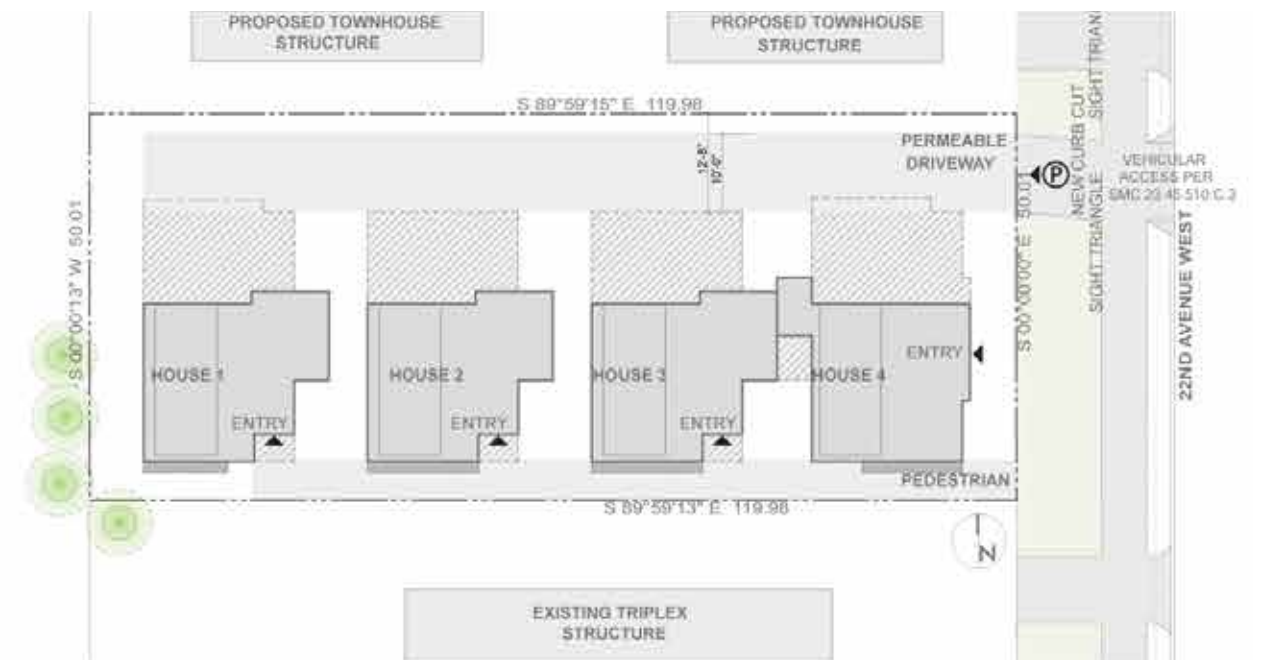 PROPOSED TOWNHOUSE
STRUCTURE
PROPOSED TOWNHOUSE
STRUCTURE
SIGHT TRIAN
S 89°59'15" E 119.98
PERMEABLE
DRIVEWAY
12'-8"
P
NEW CURB CUT
VEHICULAR
ACCESS PER
SMC 23.45.510.C.3
S 00°00'13" W 50.01
S 00°00'00" E 50.01
SIGHT TRIANGLE
22ND AVENUE WEST
HOUSE 1
HOUSE 2
HOUSE 3
HOUSE 4
ENTRY
ENTRY
ENTRY
ENTRY
PEDESTRIAN
S 89°59'13" E 119.98
N
EXISTING TRIPLEX
STRUCTURE